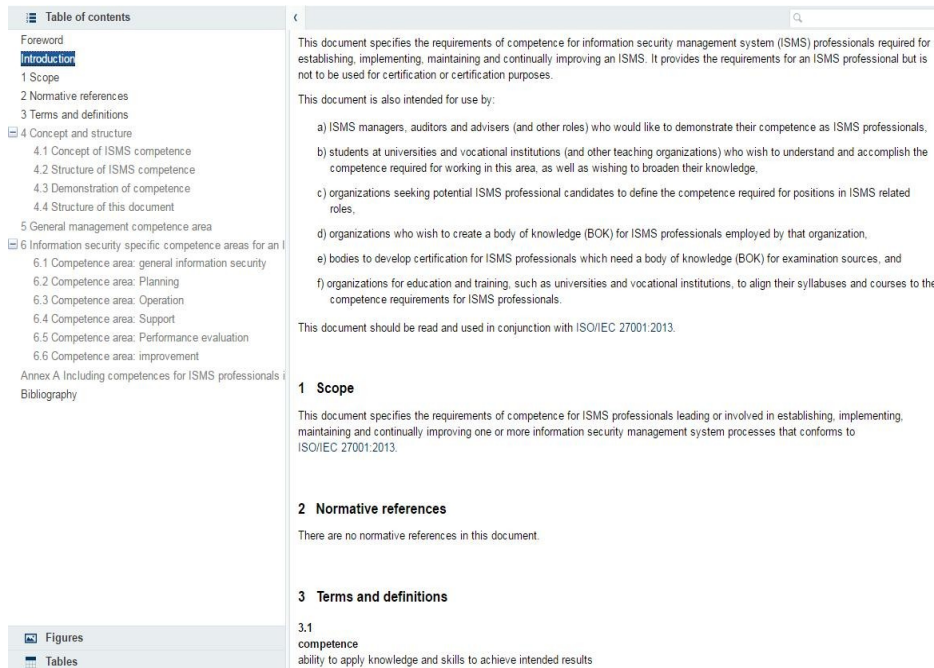 Table of contents
Foreword
Introduction
1 Scope
2 Normative references
3 Terms and definitions
4 Concept and structure
4.1 Concept of ISMS competence
4.2 Structure of ISMS competence
4.3 Demonstration of competence
4.4 Structure of this document
5 General management competence area
6 Information security specific competence areas for an I
6.1 Competence area: general information security
6.2 Competence area: Planning
6.3 Competence area: Operation
6.4 Competence area: Support
6.5 Competence area: Performance evaluation
6.6 Competence area: improvement
Annex A Including competences for ISMS professionals i
Bibliography
Figures
Tables
This document specifies the requirements of competence for information security management system (ISMS) professionals required for
establishing, implementing, maintaining and continually improving an ISMS. It provides the requirements for an ISMS professional but is
not to be used for certification or certification purposes.
This document is also intended for use by:
a) ISMS managers, auditors and advisers (and other roles) who would like to demonstrate their competence as ISMS professionals,
b) students at universities and vocational institutions (and other teaching organizations) who wish to understand and accomplish the
competence required for working in this area, as well as wishing to broaden their knowledge,
c) organizations seeking potential ISMS professional candidates to define the competence required for positions in ISMS related
roles,
d) organizations who wish to create a body of knowledge (BOK) for ISMS professionals employed by that organization,
e) bodies to develop certification for ISMS professionals which need a body of knowledge (BOK) for examination sources, and
f) organizations for education and training, such as universities and vocational institutions, to align their syllabuses and courses to the
competence requirements for ISMS professionals.
This document should be read and used in conjunction with ISO/IEC 27001:2013.
1 Scope
This document specifies the requirements of competence for ISMS professionals leading or involved in establishing, implementing,
maintaining and continually improving one or more information security management system processes that conforms to
ISO/IEC 27001:2013.
2 Normative references
There are no normative references in this document.
3 Terms and definitions
3.1
competence
ability to apply knowledge and skills to achieve intended results